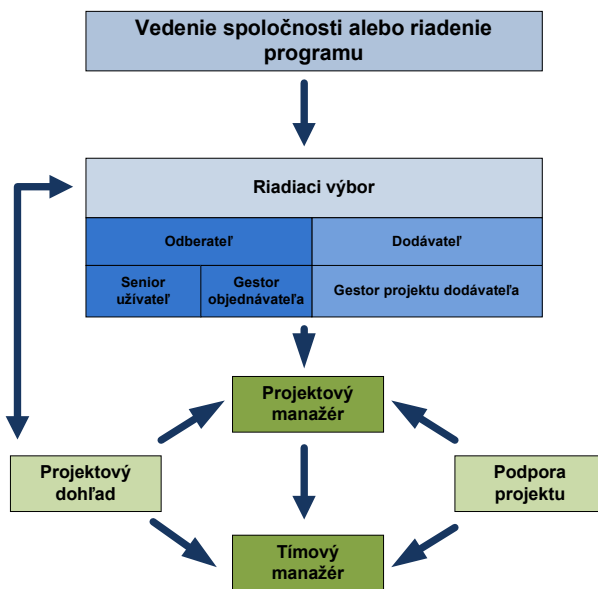 Vedenie spoločnosti alebo riadenie
programu
Riadiaci výbor
Odberateľ
Dodávateľ
Senior
užívateľ
Gestor
objednávateľa
Gestor projektu dodávateľa
Projektový
manažér
Projektový
dohľad
Podpora
projektu
Tímový
manažér